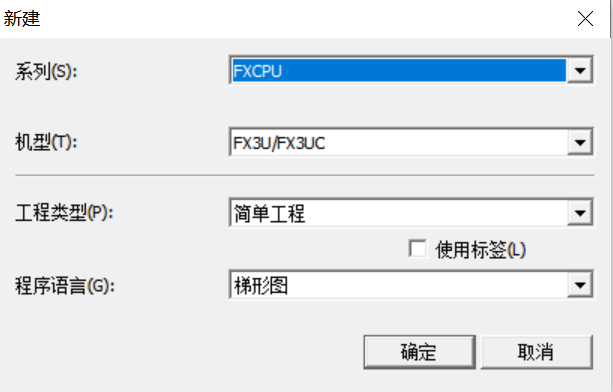 新建
系列(S): FXCPU
机型(T): FX3U/FX3UC
工程类型(P): 简单工程
使用标签(L)
程序语言(G): 梯形图
确定 取消